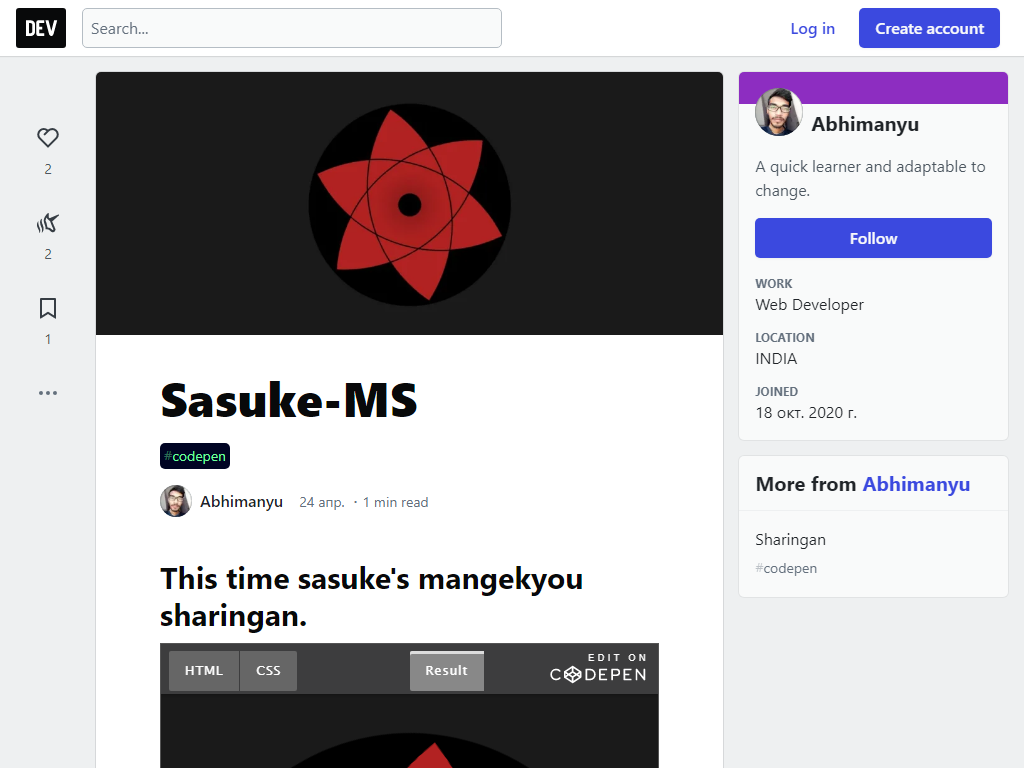 DEV
Search...
Log in
Create account
2
2
1
Sasuke-MS
#codepen
Abhimanyu
24 апр. · 1 min read
This time sasuke's mangekyou
sharingan.
HTML
CSS
Result
EDIT ON
CODEPEN
Abhimanyu
A quick learner and adaptable to
change.
Follow
WORK
Web Developer
LOCATION
INDIA
JOINED
18 окт. 2020 г.
More from Abhimanyu
Sharingan
#codepen